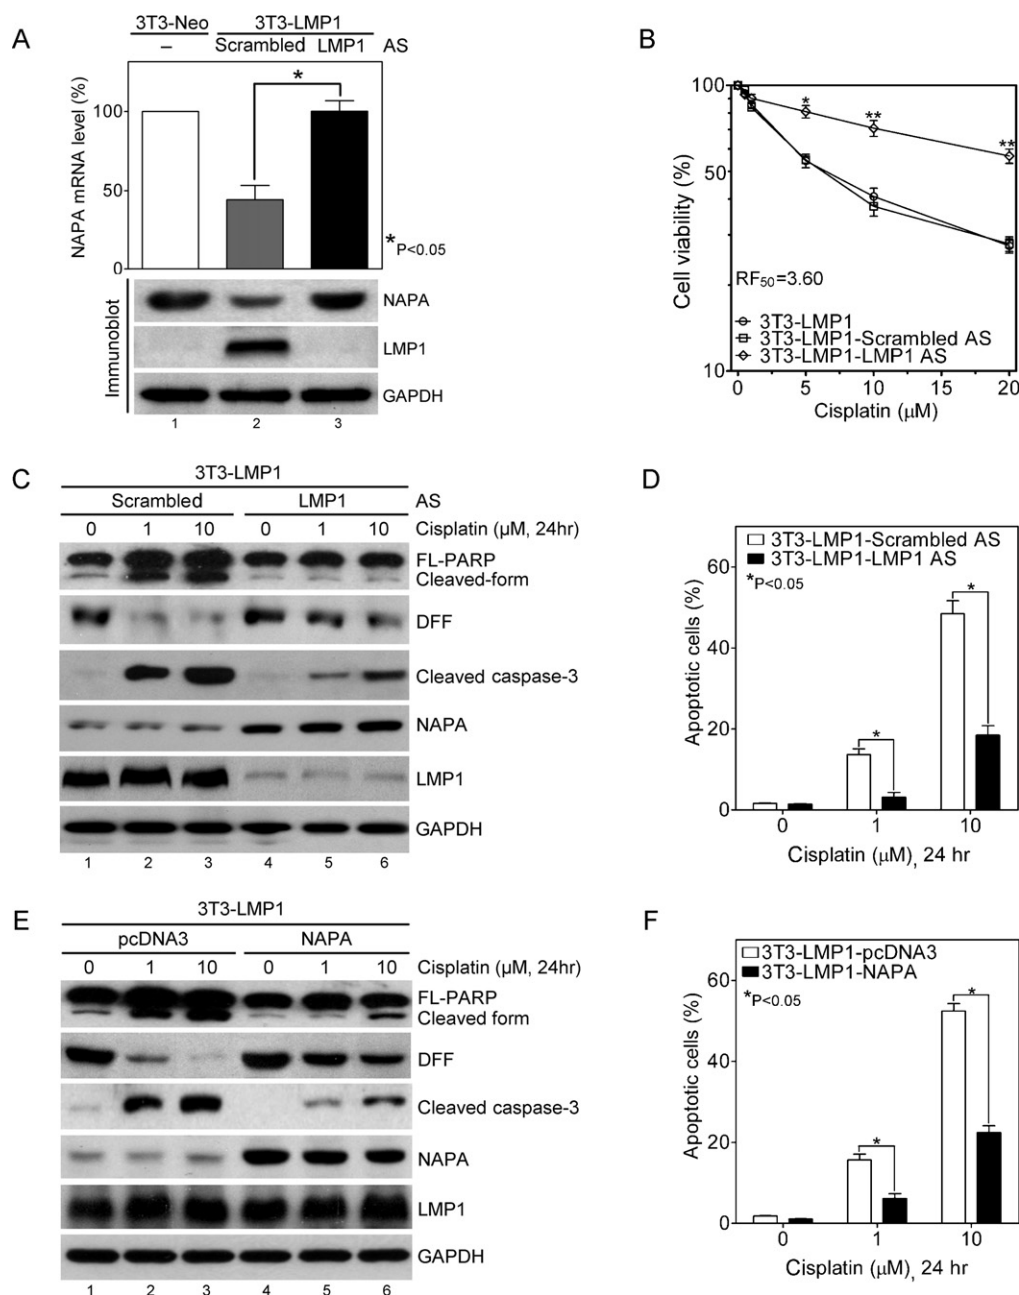 A
3T3-Neo 3T3-LMP1
– Scrambled LMP1 AS
NAPA mRNA level (%)
100
50
0
*
*P<0.05
Immunoblot
NAPA
LMP1
GAPDH
1 2 3
B
Cell viability (%)
100
50
10
* ** **
RF50=3.60
3T3-LMP1
3T3-LMP1-Scrambled AS
3T3-LMP1-LMP1 AS
0 5 10 15 20
Cisplatin (μM)
C
3T3-LMP1
Scrambled LMP1 AS
0 1 10 0 1 10 Cisplatin (μM, 24hr)
FL-PARP
Cleaved-form
DFF
Cleaved caspase-3
NAPA
LMP1
GAPDH
1 2 3 4 5 6
D
Apoptotic cells (%)
60
40
20
0
3T3-LMP1-Scrambled AS
3T3-LMP1-LMP1 AS
*P<0.05
* *
0 1 10
Cisplatin (μM), 24 hr
E
3T3-LMP1
pcDNA3 NAPA
0 1 10 0 1 10 Cisplatin (μM, 24hr)
FL-PARP
Cleaved form
DFF
Cleaved caspase-3
NAPA
LMP1
GAPDH
1 2 3 4 5 6
F
Apoptotic cells (%)
60
40
20
0
3T3-LMP1-pcDNA3
3T3-LMP1-NAPA
*P<0.05
* *
0 1 10
Cisplatin (μM), 24 hr